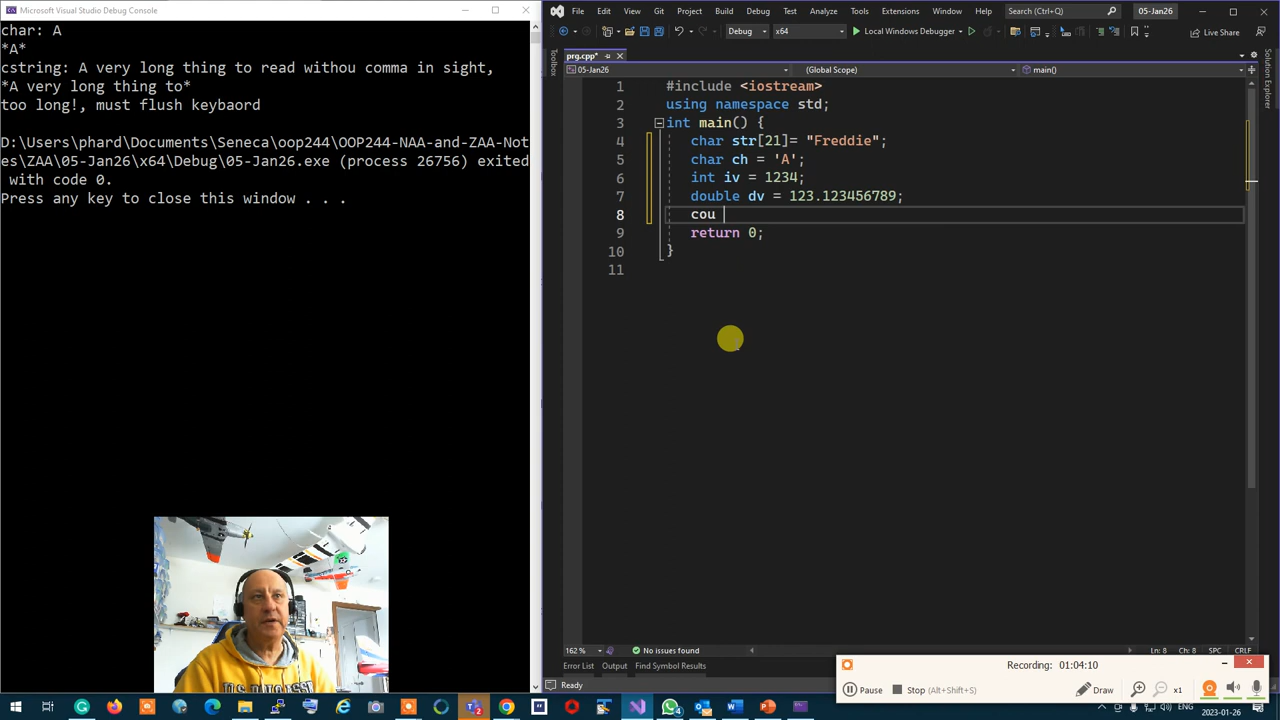 Microsoft Visual Studio Debug Console
char: A
*A*
cstring: A very long thing to read withou comma in sight,
*A very long thing to*
too long!, must flush keybaord
D:\Users\phard\Documents\Seneca\oop244\OOP244-NAA-and-ZAA-Not
es\ZAA\05-Jan26\x64\Debug\05-Jan26.exe (process 26756) exited
with code 0.
Press any key to close this window . . .
File Edit View Git Project Build Debug Test Analyze Tools Extensions Window Help Search (Ctrl+Q) 05-Jan26
Debug x64 Local Windows Debugger Live Share
prg.cpp*
05-Jan26 (Global Scope) main()
Toolbox
Solution Explorer
1 #include <iostream>
2 using namespace std;
3 int main() {
4 char str[21]= "Freddie";
5 char ch = 'A';
6 int iv = 1234;
7 double dv = 123.123456789;
8 cou
9 return 0;
10 }
11
162 % No issues found Ln: 8 Ch: 8 SPC CRLF
Error List Output Find Symbol Results
Ready
Recording: 01:04:10
Pause Stop (Alt+Shift+S) Draw x1
ENG
2023-01-26